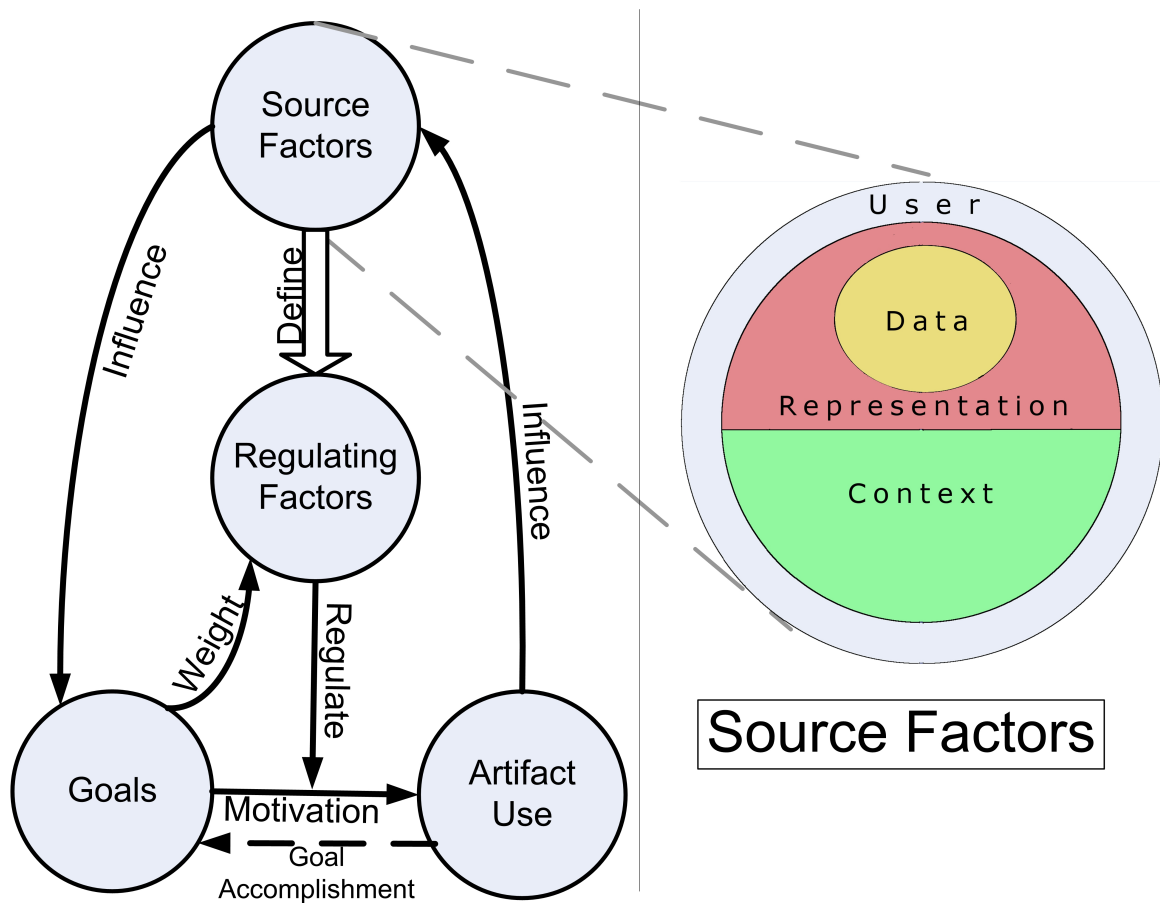 Source
Factors
Influence
Define
Regulating
Factors
Influence
Weight
Regulate
Goals
Motivation
Artifact
Use
Goal
Accomplishment
User
Data
Representation
Context
Source Factors